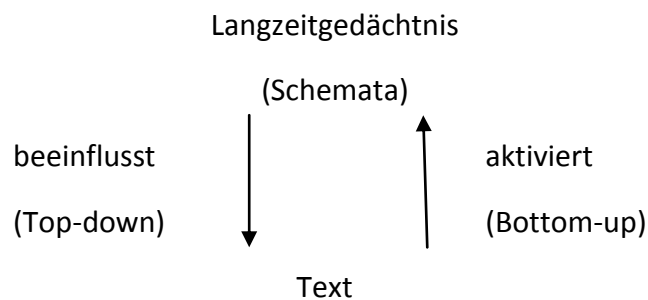 Langzeitgedächtnis
(Schemata)
beeinflusst aktiviert
(Top-down) (Bottom-up)
Text